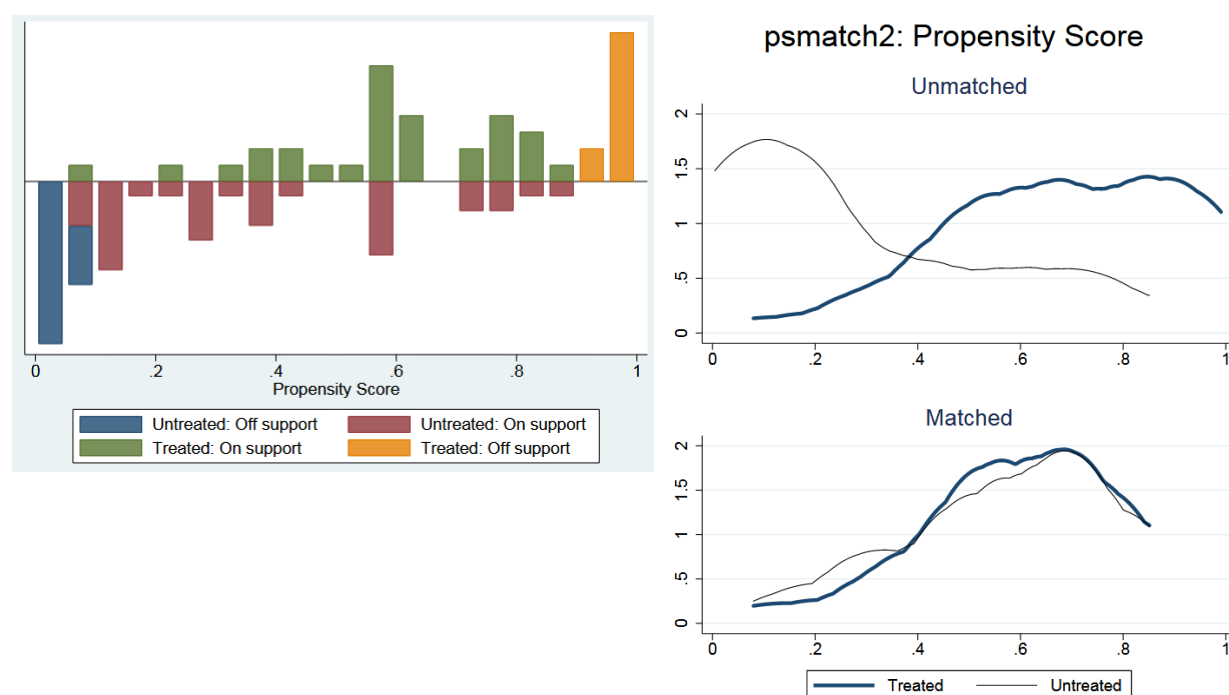 0 .2 .4 .6 .8 1
Propensity Score
Untreated: Off support Untreated: On support
Treated: On support Treated: Off support
psmatch2: Propensity Score
Unmatched
2
1.5
1
.5
0
0 .2 .4 .6 .8 1
Matched
2
1.5
1
.5
0
0 .2 .4 .6 .8 1
Treated Untreated